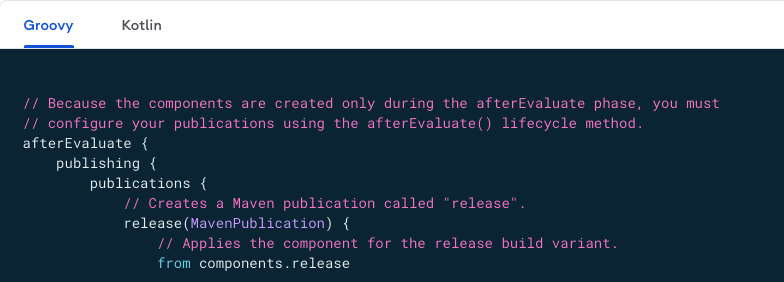 Groovy Kotlin
// Because the components are created only during the afterEvaluate phase, you must
// configure your publications using the afterEvaluate() lifecycle method.
afterEvaluate {
    publishing {
        publications {
            // Creates a Maven publication called "release".
            release(MavenPublication) {
                // Applies the component for the release build variant.
                from components.release